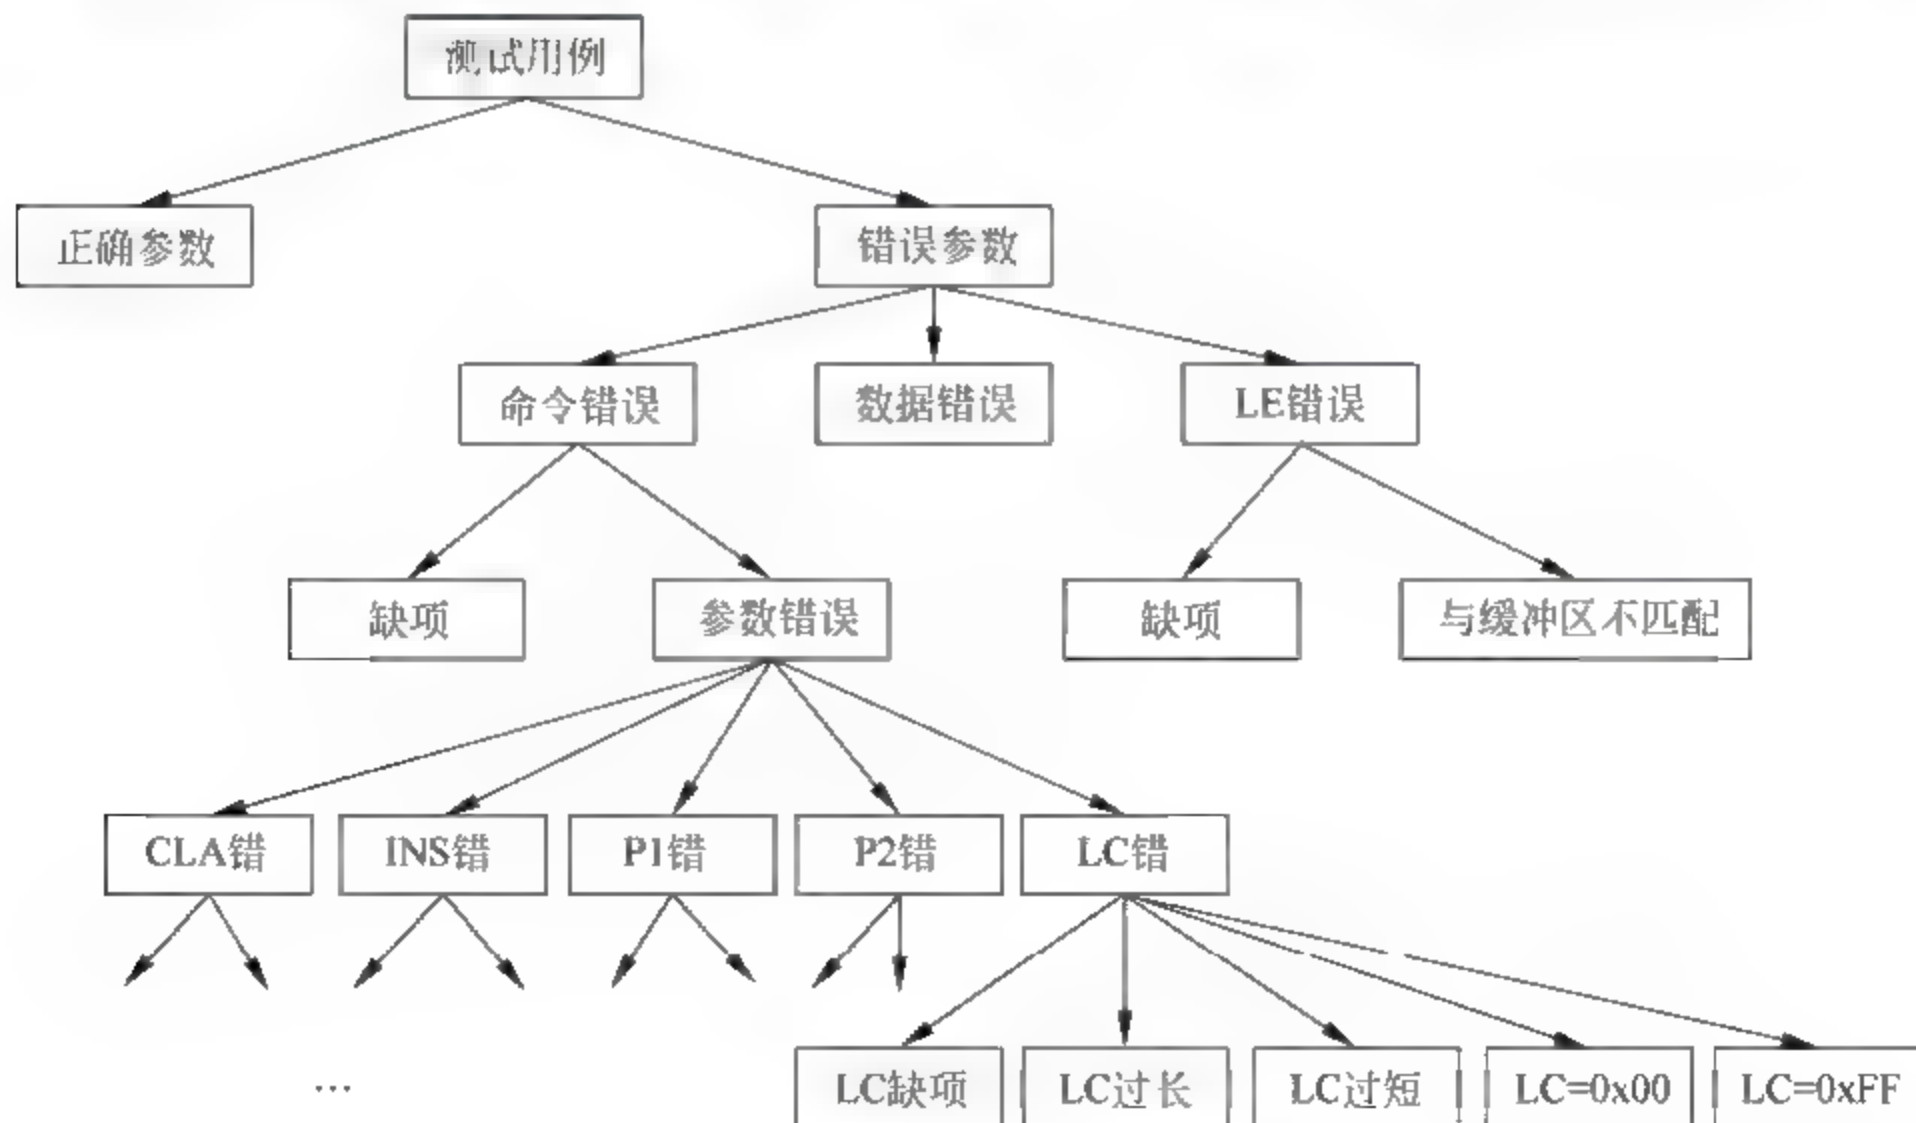 测试用例
正确参数
错误参数
命令错误
数据错误
LE错误
缺项
参数错误
缺项
与缓冲区不匹配
CLA错
INS错
P1错
P2错
LC错
…
LC缺项
LC过长
LC过短
LC=0x00
LC=0xFF